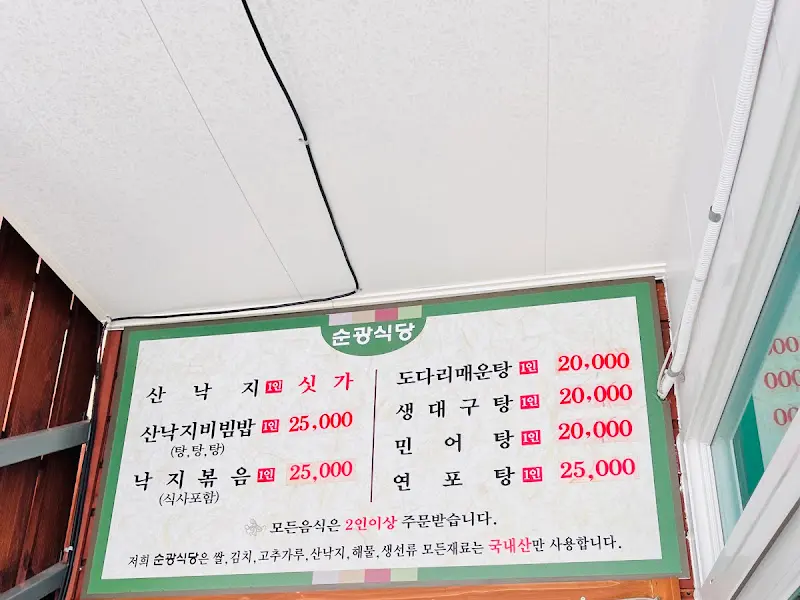 순광식당
산 낙 지 1인 싯 가
산낙지비빔밥 1인 25,000
(탕,탕,탕)
낙 지 볶 음 1인 25,000
(식사포함)
도다리매운탕 1인 20,000
생 대 구 탕 1인 20,000
민 어 탕 1인 20,000
연 포 탕 1인 25,000
모든음식은 2인이상 주문받습니다.
저희 순광식당은 쌀, 김치, 고추가루, 산낙지, 해물, 생선류 모든재료는 국내산만 사용합니다.